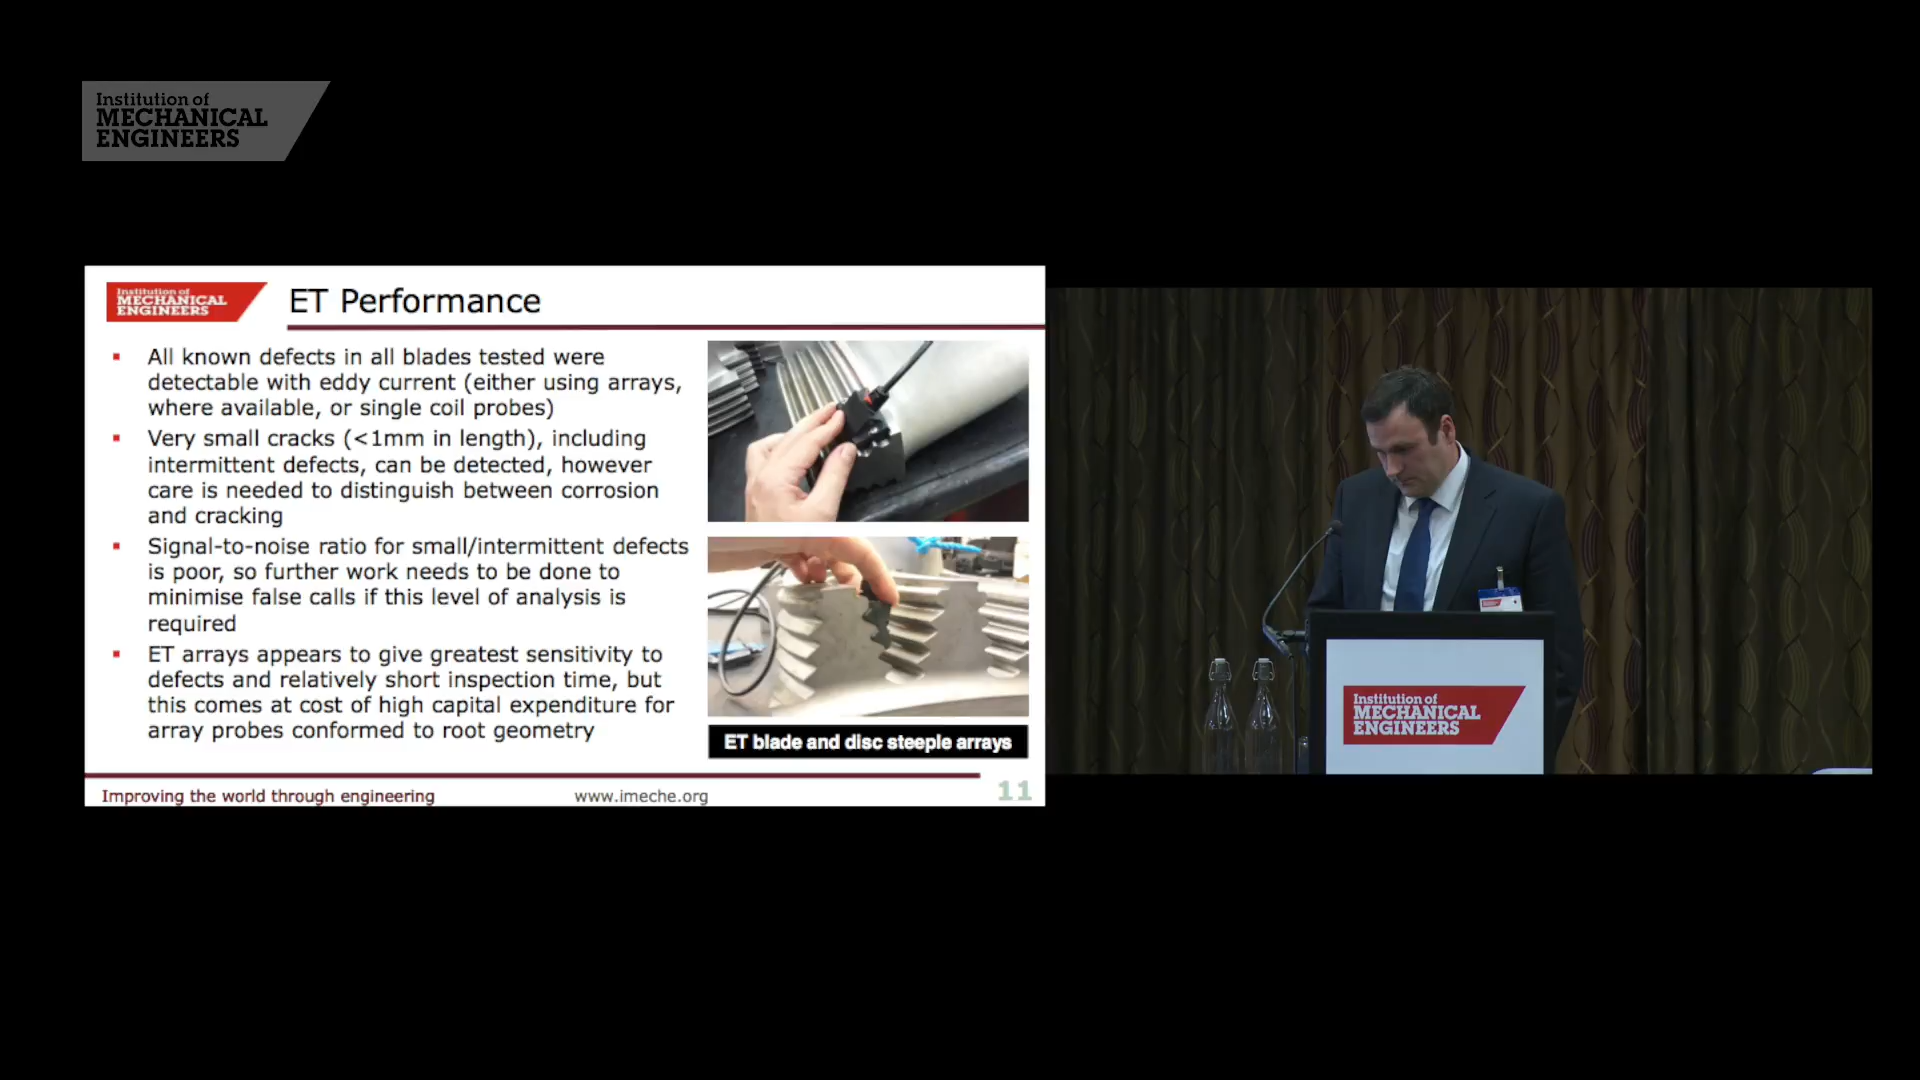 Institution of
MECHANICAL
ENGINEERS
Institution of
MECHANICAL
ENGINEERS
ET Performance
All known defects in all blades tested were
detectable with eddy current (either using arrays,
where available, or single coil probes)
Very small cracks (<1mm in length), including
intermittent defects, can be detected, however
care is needed to distinguish between corrosion
and cracking
Signal-to-noise ratio for small/intermittent defects
is poor, so further work needs to be done to
minimise false calls if this level of analysis is
required
ET arrays appears to give greatest sensitivity to
defects and relatively short inspection time, but
this comes at cost of high capital expenditure for
array probes conformed to root geometry
ET blade and disc steeple arrays
Improving the world through engineering
www.imeche.org
11
Institution of
MECHANICAL
ENGINEERS